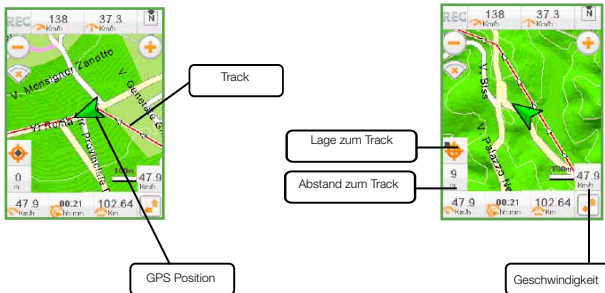 REC 138 Km/h 37.3 Km/h N
V. Monsignor Zanotto
V. Generale
V. Roma
V. Provinciale
0
m
100m
47.9
Km/h
47.9 Km/h 00:21 hh:mm 102.64 Km
Track
GPS Position
REC 138 Km/h 37.3 Km/h N
V. Biss
V. Palazzo Ne
9
m
100m
47.9
Km/h
47.9 Km/h 00:21 hh:mm 102.64 Km
Lage zum Track
Abstand zum Track
Geschwindigkeit